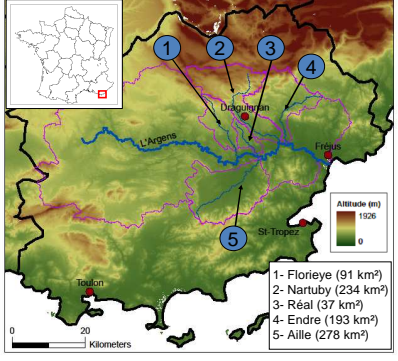 1
2
3
4
Draguignan
L'Argens
Fréjus
Altitude (m)
1926
0
5
St-Tropez
Toulon
0 20
Kilometers
1- Florieye (91 km²)
2- Nartuby (234 km²)
3- Réal (37 km²)
4- Endre (193 km²)
5- Aille (278 km²)